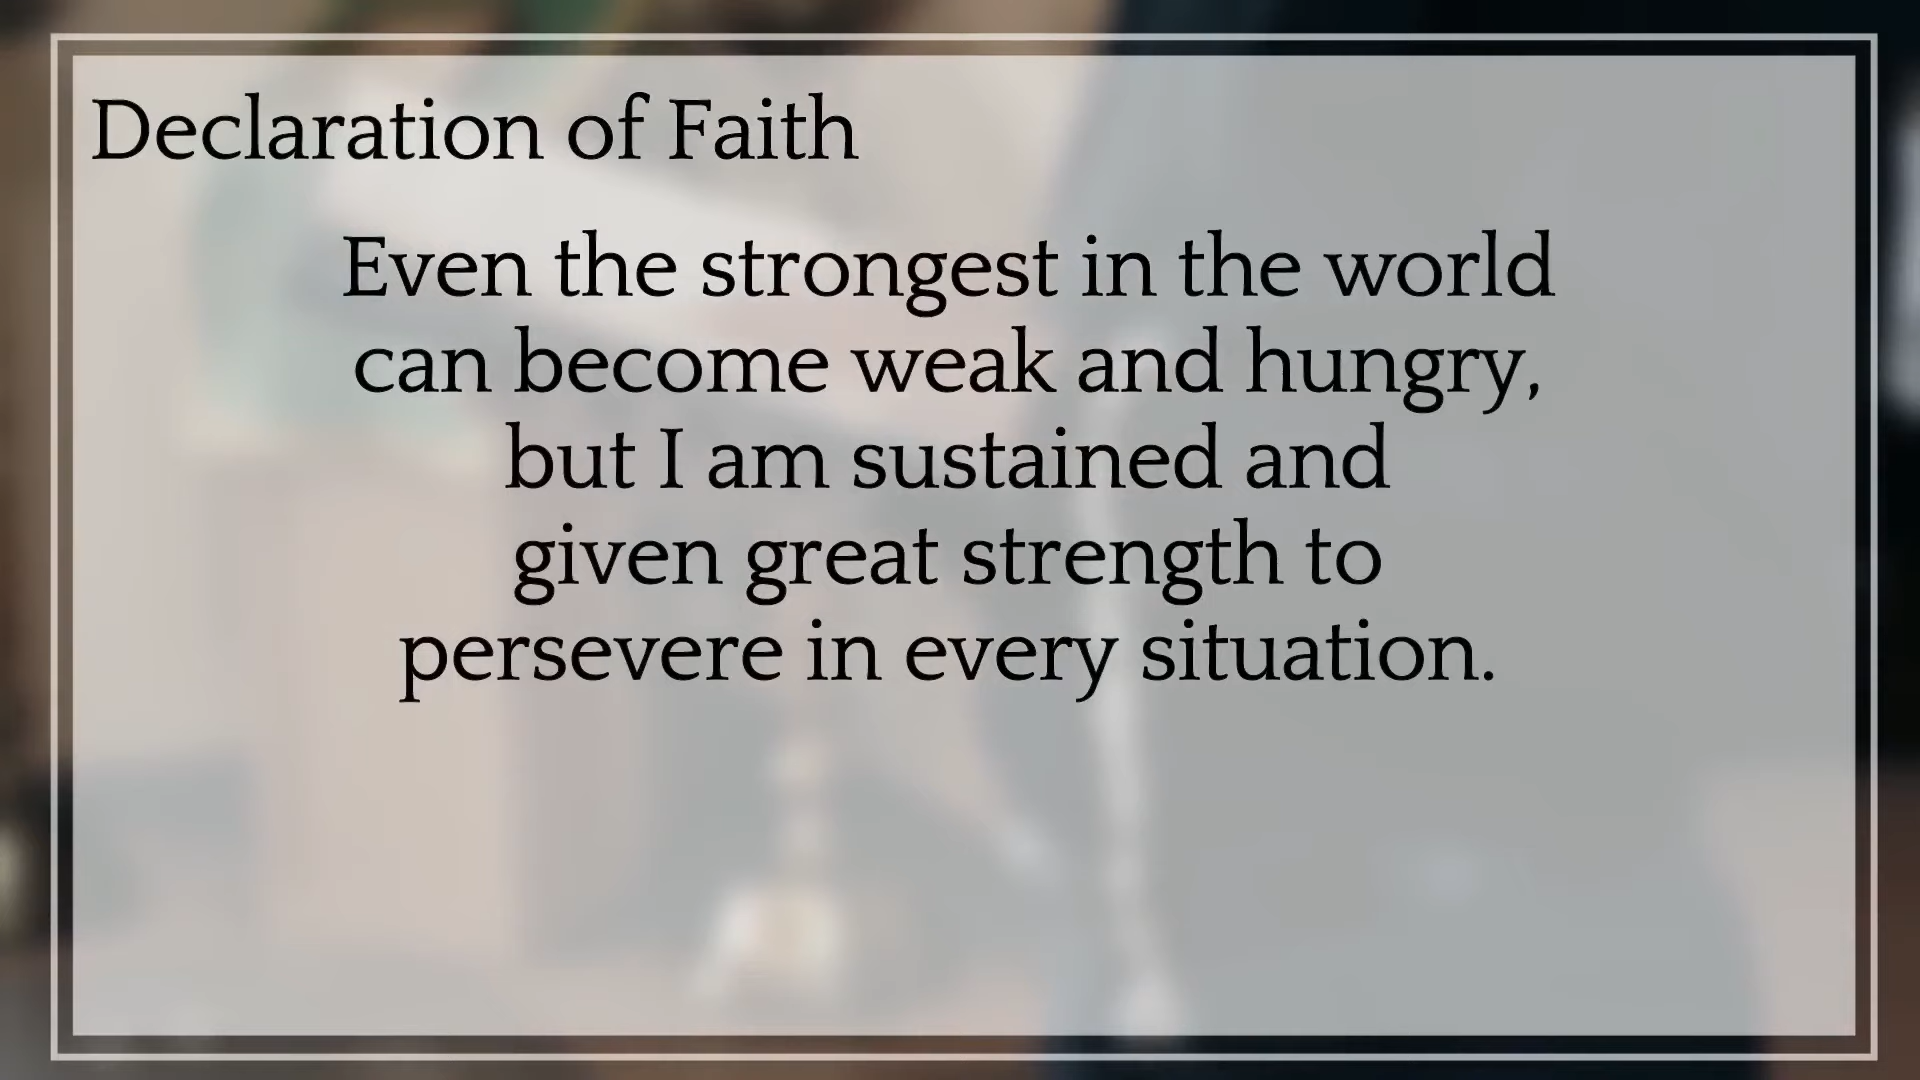 Declaration of Faith
Even the strongest in the world
can become weak and hungry,
but I am sustained and
given great strength to
persevere in every situation.